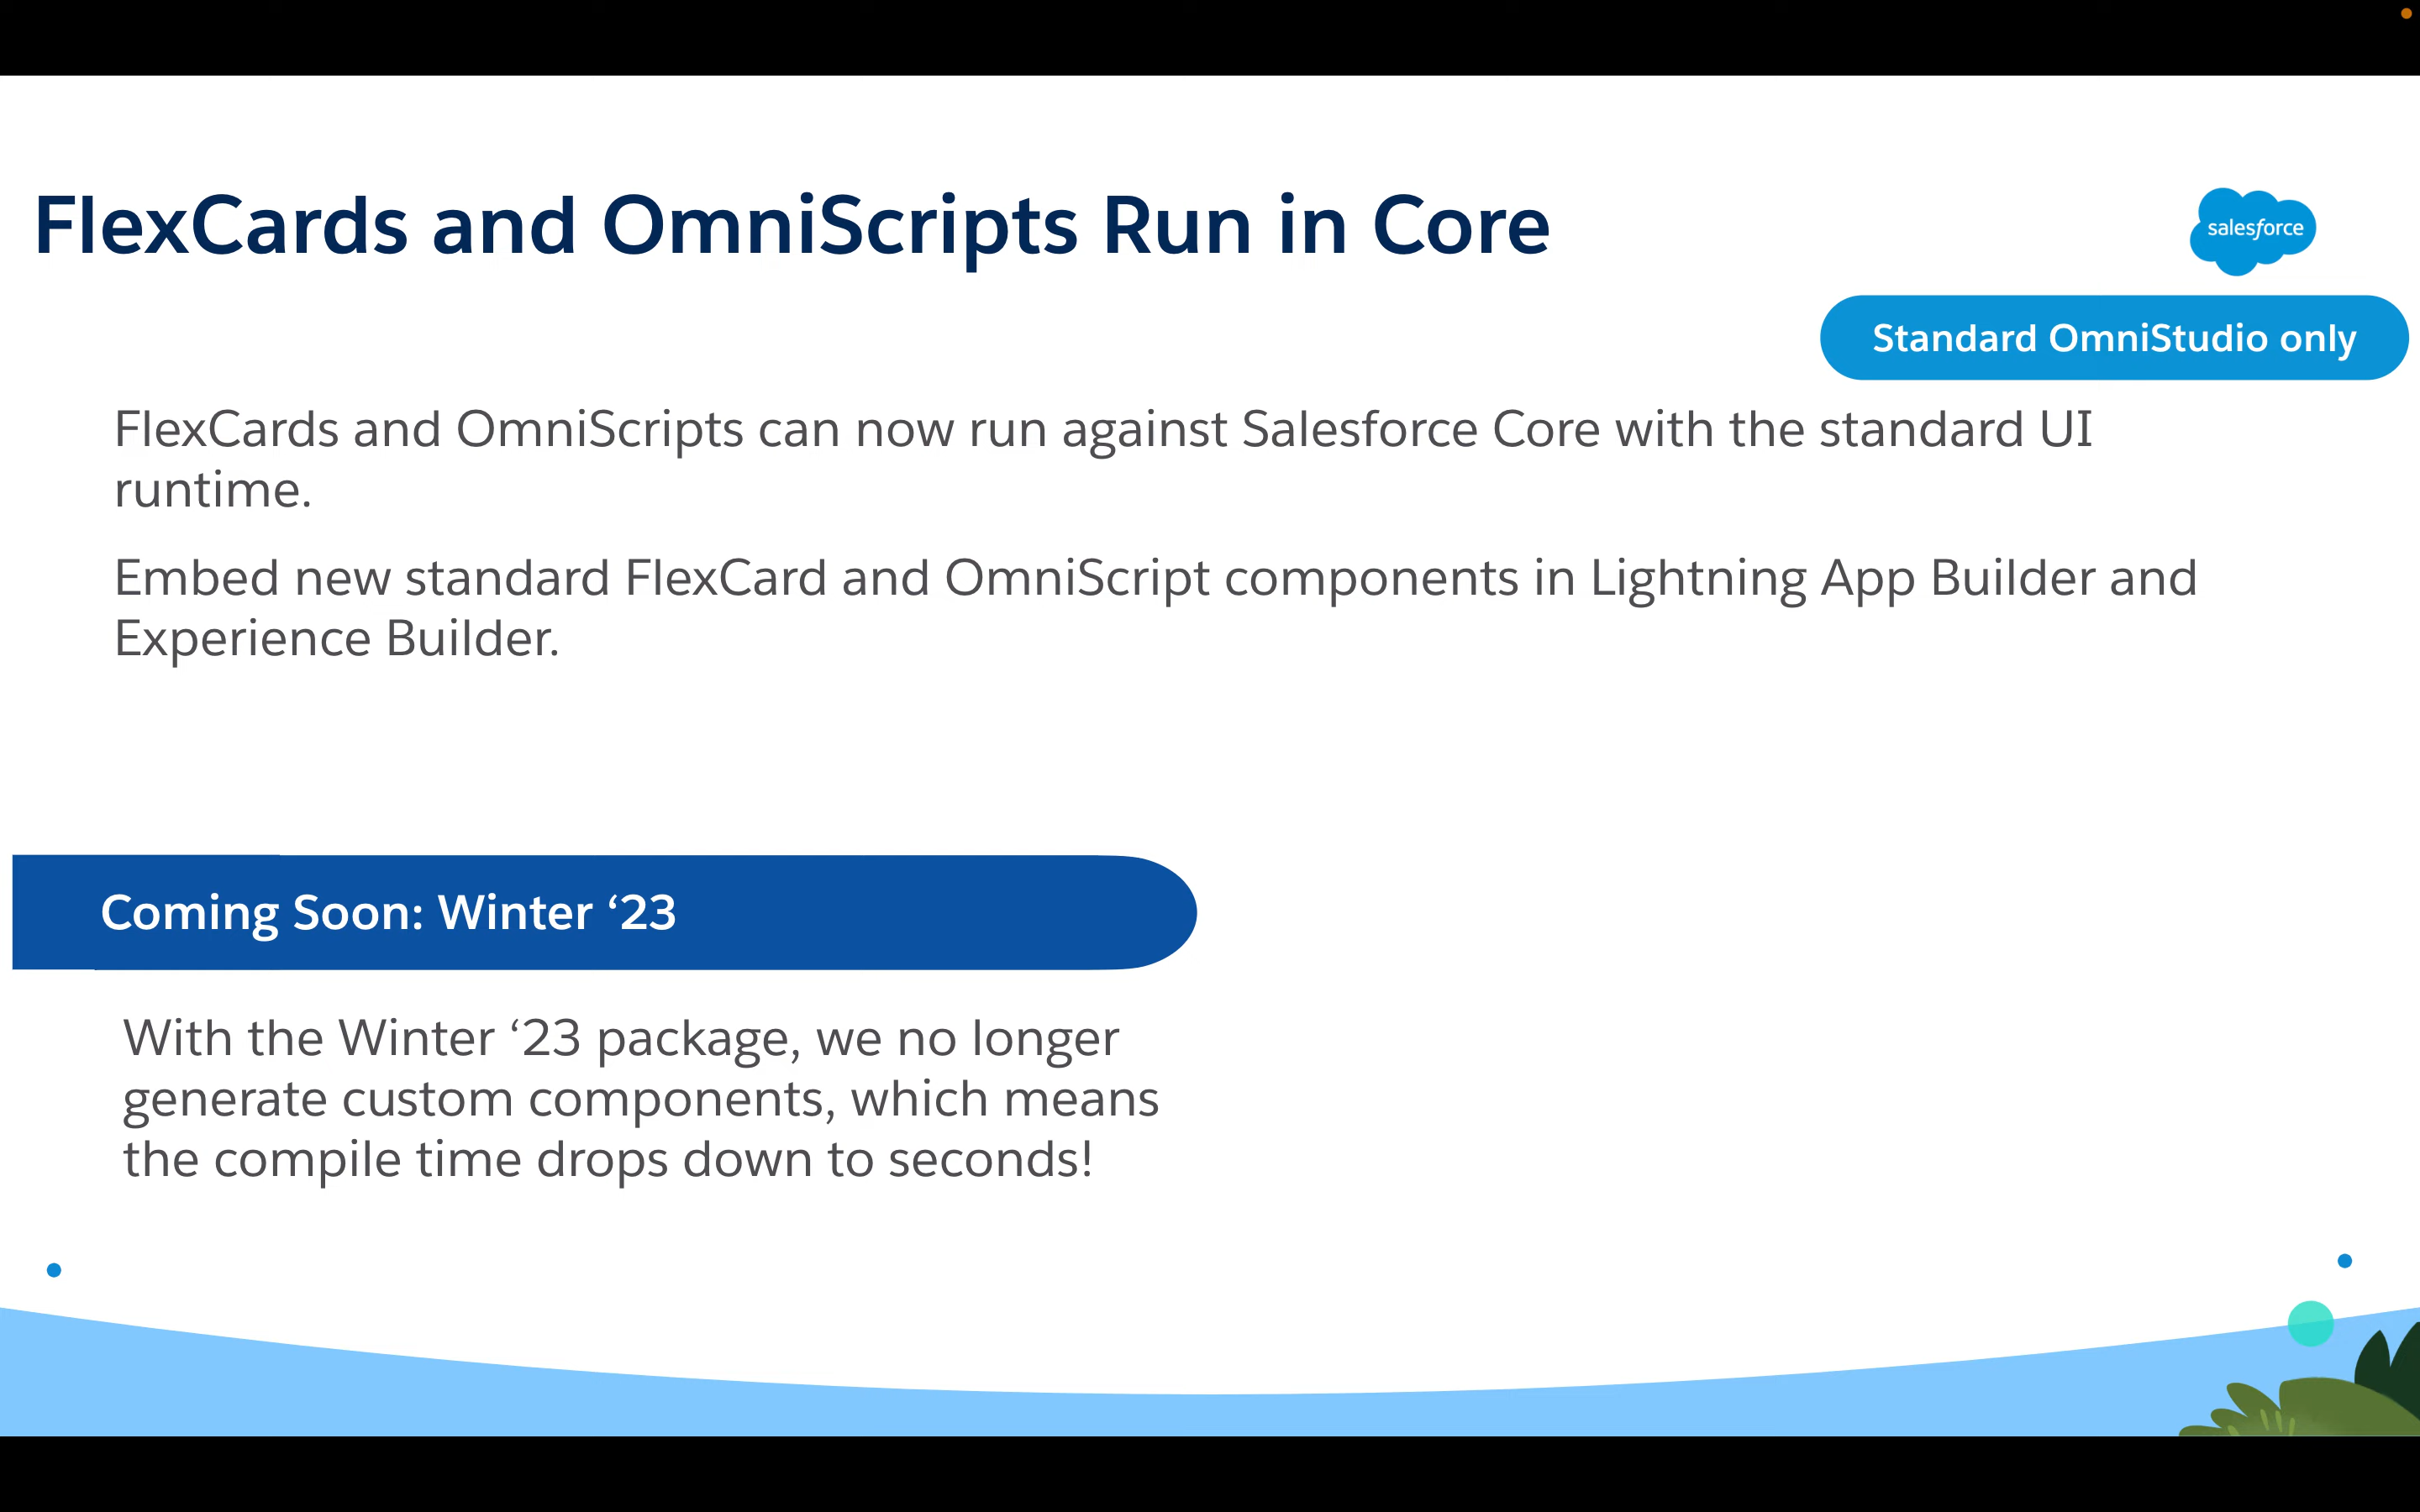 FlexCards and OmniScripts Run in Core
salesforce
Standard OmniStudio only
FlexCards and OmniScripts can now run against Salesforce Core with the standard UI
runtime.
Embed new standard FlexCard and OmniScript components in Lightning App Builder and
Experience Builder.
Coming Soon: Winter ‘23
With the Winter ‘23 package, we no longer
generate custom components, which means
the compile time drops down to seconds!